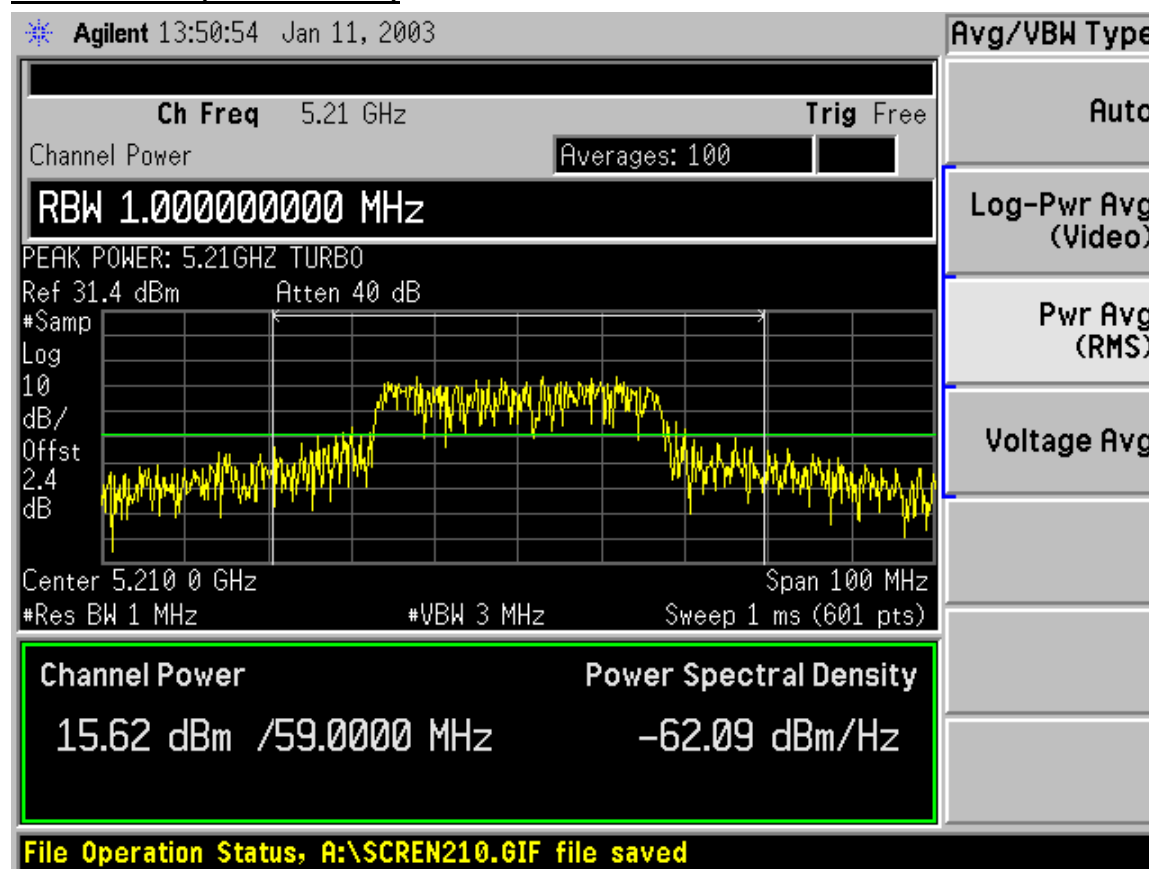 Agilent 13:50:54 Jan 11, 2003
Ch Freq 5.21 GHz Trig Free
Channel Power Averages: 100
RBW 1.000000000 MHz
PEAK POWER: 5.21GHZ TURBO
Ref 31.4 dBm Atten 40 dB
#Samp
Log
10
dB/
Offst
2.4
dB
Center 5.210 0 GHz Span 100 MHz
#Res BW 1 MHz #VBW 3 MHz Sweep 1 ms (601 pts)
Channel Power Power Spectral Density
15.62 dBm /59.0000 MHz -62.09 dBm/Hz
File Operation Status, A:\SCREN210.GIF file saved
Avg/VBW Type
Auto
Log-Pwr Avg
(Video)
Pwr Avg
(RMS)
Voltage Avg